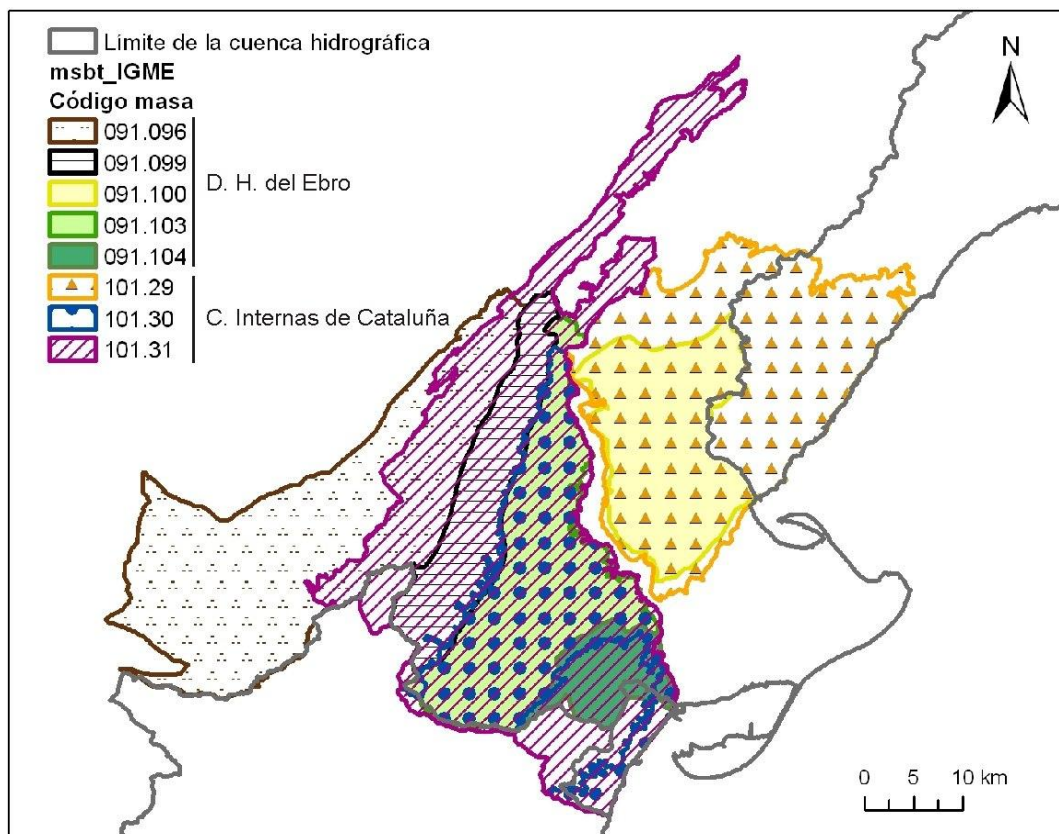 Límite de la cuenca hidrográfica
msbt_IGME
Código masa
091.096
091.099
091.100
091.103
091.104
D. H. del Ebro
101.29
101.30
101.31
C. Internas de Cataluña
N
0 5 10 km